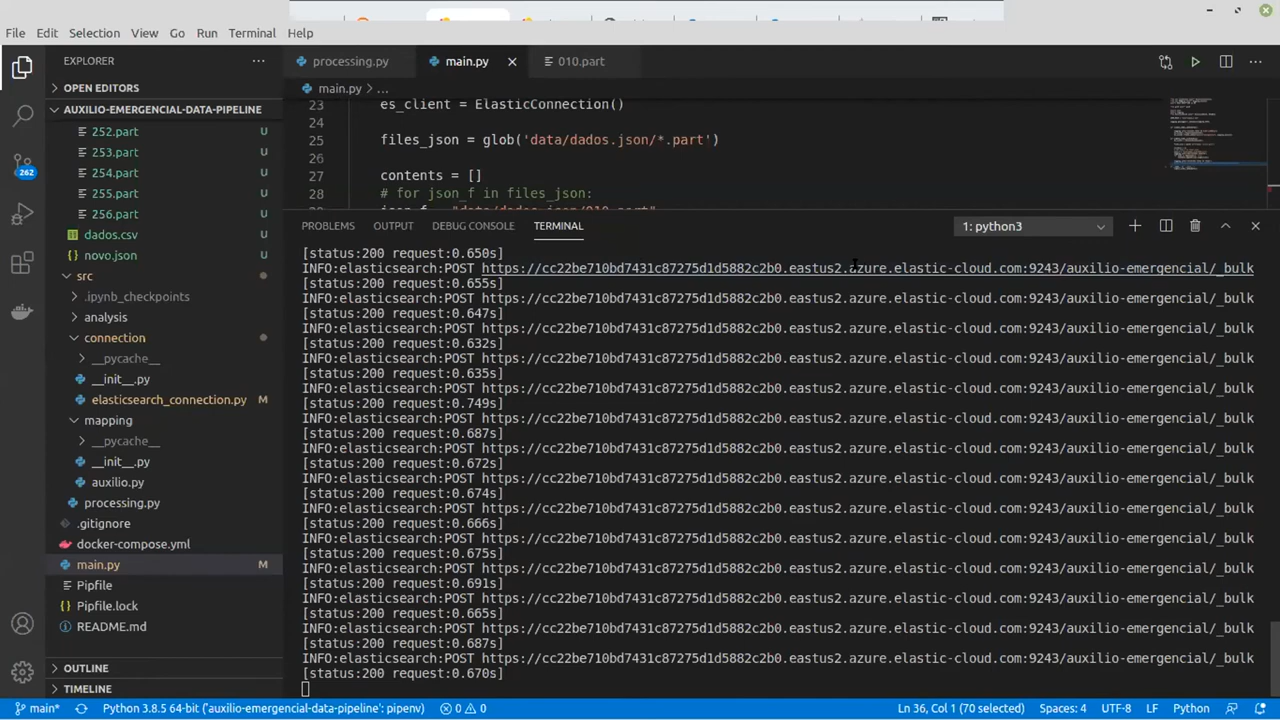 File Edit Selection View Go Run Terminal Help
EXPLORER
processing.py main.py 010.part
OPEN EDITORS
main.py > ...
AUXILIO-EMERGENCIAL-DATA-PIPELINE
252.part U
253.part U
254.part U
255.part U
256.part U
dados.csv U
novo.json U
src
.ipynb_checkpoints
analysis
connection
__pycache__
__init__.py
elasticsearch_connection.py M
mapping
__pycache__
__init__.py
auxilio.py
processing.py
.gitignore
docker-compose.yml
main.py M
Pipfile
Pipfile.lock
README.md
OUTLINE
TIMELINE
262
23 es_client = ElasticConnection()
24
25 files_json = glob('data/dados.json/*.part')
26
27 contents = []
28 # for json_f in files_json:
json_f = "data/dados.json/010.part"
PROBLEMS OUTPUT DEBUG CONSOLE TERMINAL 1: python3
[status:200 request:0.650s]
INFO:elasticsearch:POST https://cc22be710bd7431c87275d1d5882c2b0.eastus2.azure.elastic-cloud.com:9243/auxilio-emergencial/_bulk
[status:200 request:0.655s]
INFO:elasticsearch:POST https://cc22be710bd7431c87275d1d5882c2b0.eastus2.azure.elastic-cloud.com:9243/auxilio-emergencial/_bulk
[status:200 request:0.647s]
INFO:elasticsearch:POST https://cc22be710bd7431c87275d1d5882c2b0.eastus2.azure.elastic-cloud.com:9243/auxilio-emergencial/_bulk
[status:200 request:0.632s]
INFO:elasticsearch:POST https://cc22be710bd7431c87275d1d5882c2b0.eastus2.azure.elastic-cloud.com:9243/auxilio-emergencial/_bulk
[status:200 request:0.635s]
INFO:elasticsearch:POST https://cc22be710bd7431c87275d1d5882c2b0.eastus2.azure.elastic-cloud.com:9243/auxilio-emergencial/_bulk
[status:200 request:0.749s]
INFO:elasticsearch:POST https://cc22be710bd7431c87275d1d5882c2b0.eastus2.azure.elastic-cloud.com:9243/auxilio-emergencial/_bulk
[status:200 request:0.687s]
INFO:elasticsearch:POST https://cc22be710bd7431c87275d1d5882c2b0.eastus2.azure.elastic-cloud.com:9243/auxilio-emergencial/_bulk
[status:200 request:0.672s]
INFO:elasticsearch:POST https://cc22be710bd7431c87275d1d5882c2b0.eastus2.azure.elastic-cloud.com:9243/auxilio-emergencial/_bulk
[status:200 request:0.674s]
INFO:elasticsearch:POST https://cc22be710bd7431c87275d1d5882c2b0.eastus2.azure.elastic-cloud.com:9243/auxilio-emergencial/_bulk
[status:200 request:0.666s]
INFO:elasticsearch:POST https://cc22be710bd7431c87275d1d5882c2b0.eastus2.azure.elastic-cloud.com:9243/auxilio-emergencial/_bulk
[status:200 request:0.675s]
INFO:elasticsearch:POST https://cc22be710bd7431c87275d1d5882c2b0.eastus2.azure.elastic-cloud.com:9243/auxilio-emergencial/_bulk
[status:200 request:0.691s]
INFO:elasticsearch:POST https://cc22be710bd7431c87275d1d5882c2b0.eastus2.azure.elastic-cloud.com:9243/auxilio-emergencial/_bulk
[status:200 request:0.665s]
INFO:elasticsearch:POST https://cc22be710bd7431c87275d1d5882c2b0.eastus2.azure.elastic-cloud.com:9243/auxilio-emergencial/_bulk
[status:200 request:0.687s]
INFO:elasticsearch:POST https://cc22be710bd7431c87275d1d5882c2b0.eastus2.azure.elastic-cloud.com:9243/auxilio-emergencial/_bulk
[status:200 request:0.670s]
main* Python 3.8.5 64-bit ('auxilio-emergencial-data-pipeline': pipenv) 0 0 Ln 36, Col 1 (70 selected) Spaces: 4 UTF-8 LF Python